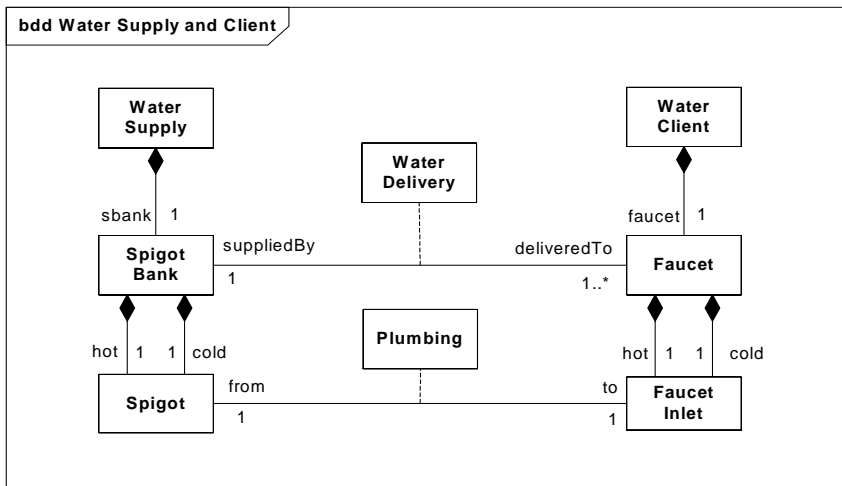 bdd Water Supply and Client
Water
Supply
Water
Client
Water
Delivery
sbank 1
faucet 1
Spigot
Bank
suppliedBy
1
deliveredTo
1..*
Faucet
hot 1 1 cold
Plumbing
hot 1 1 cold
Spigot
from
1
to
1
Faucet
Inlet